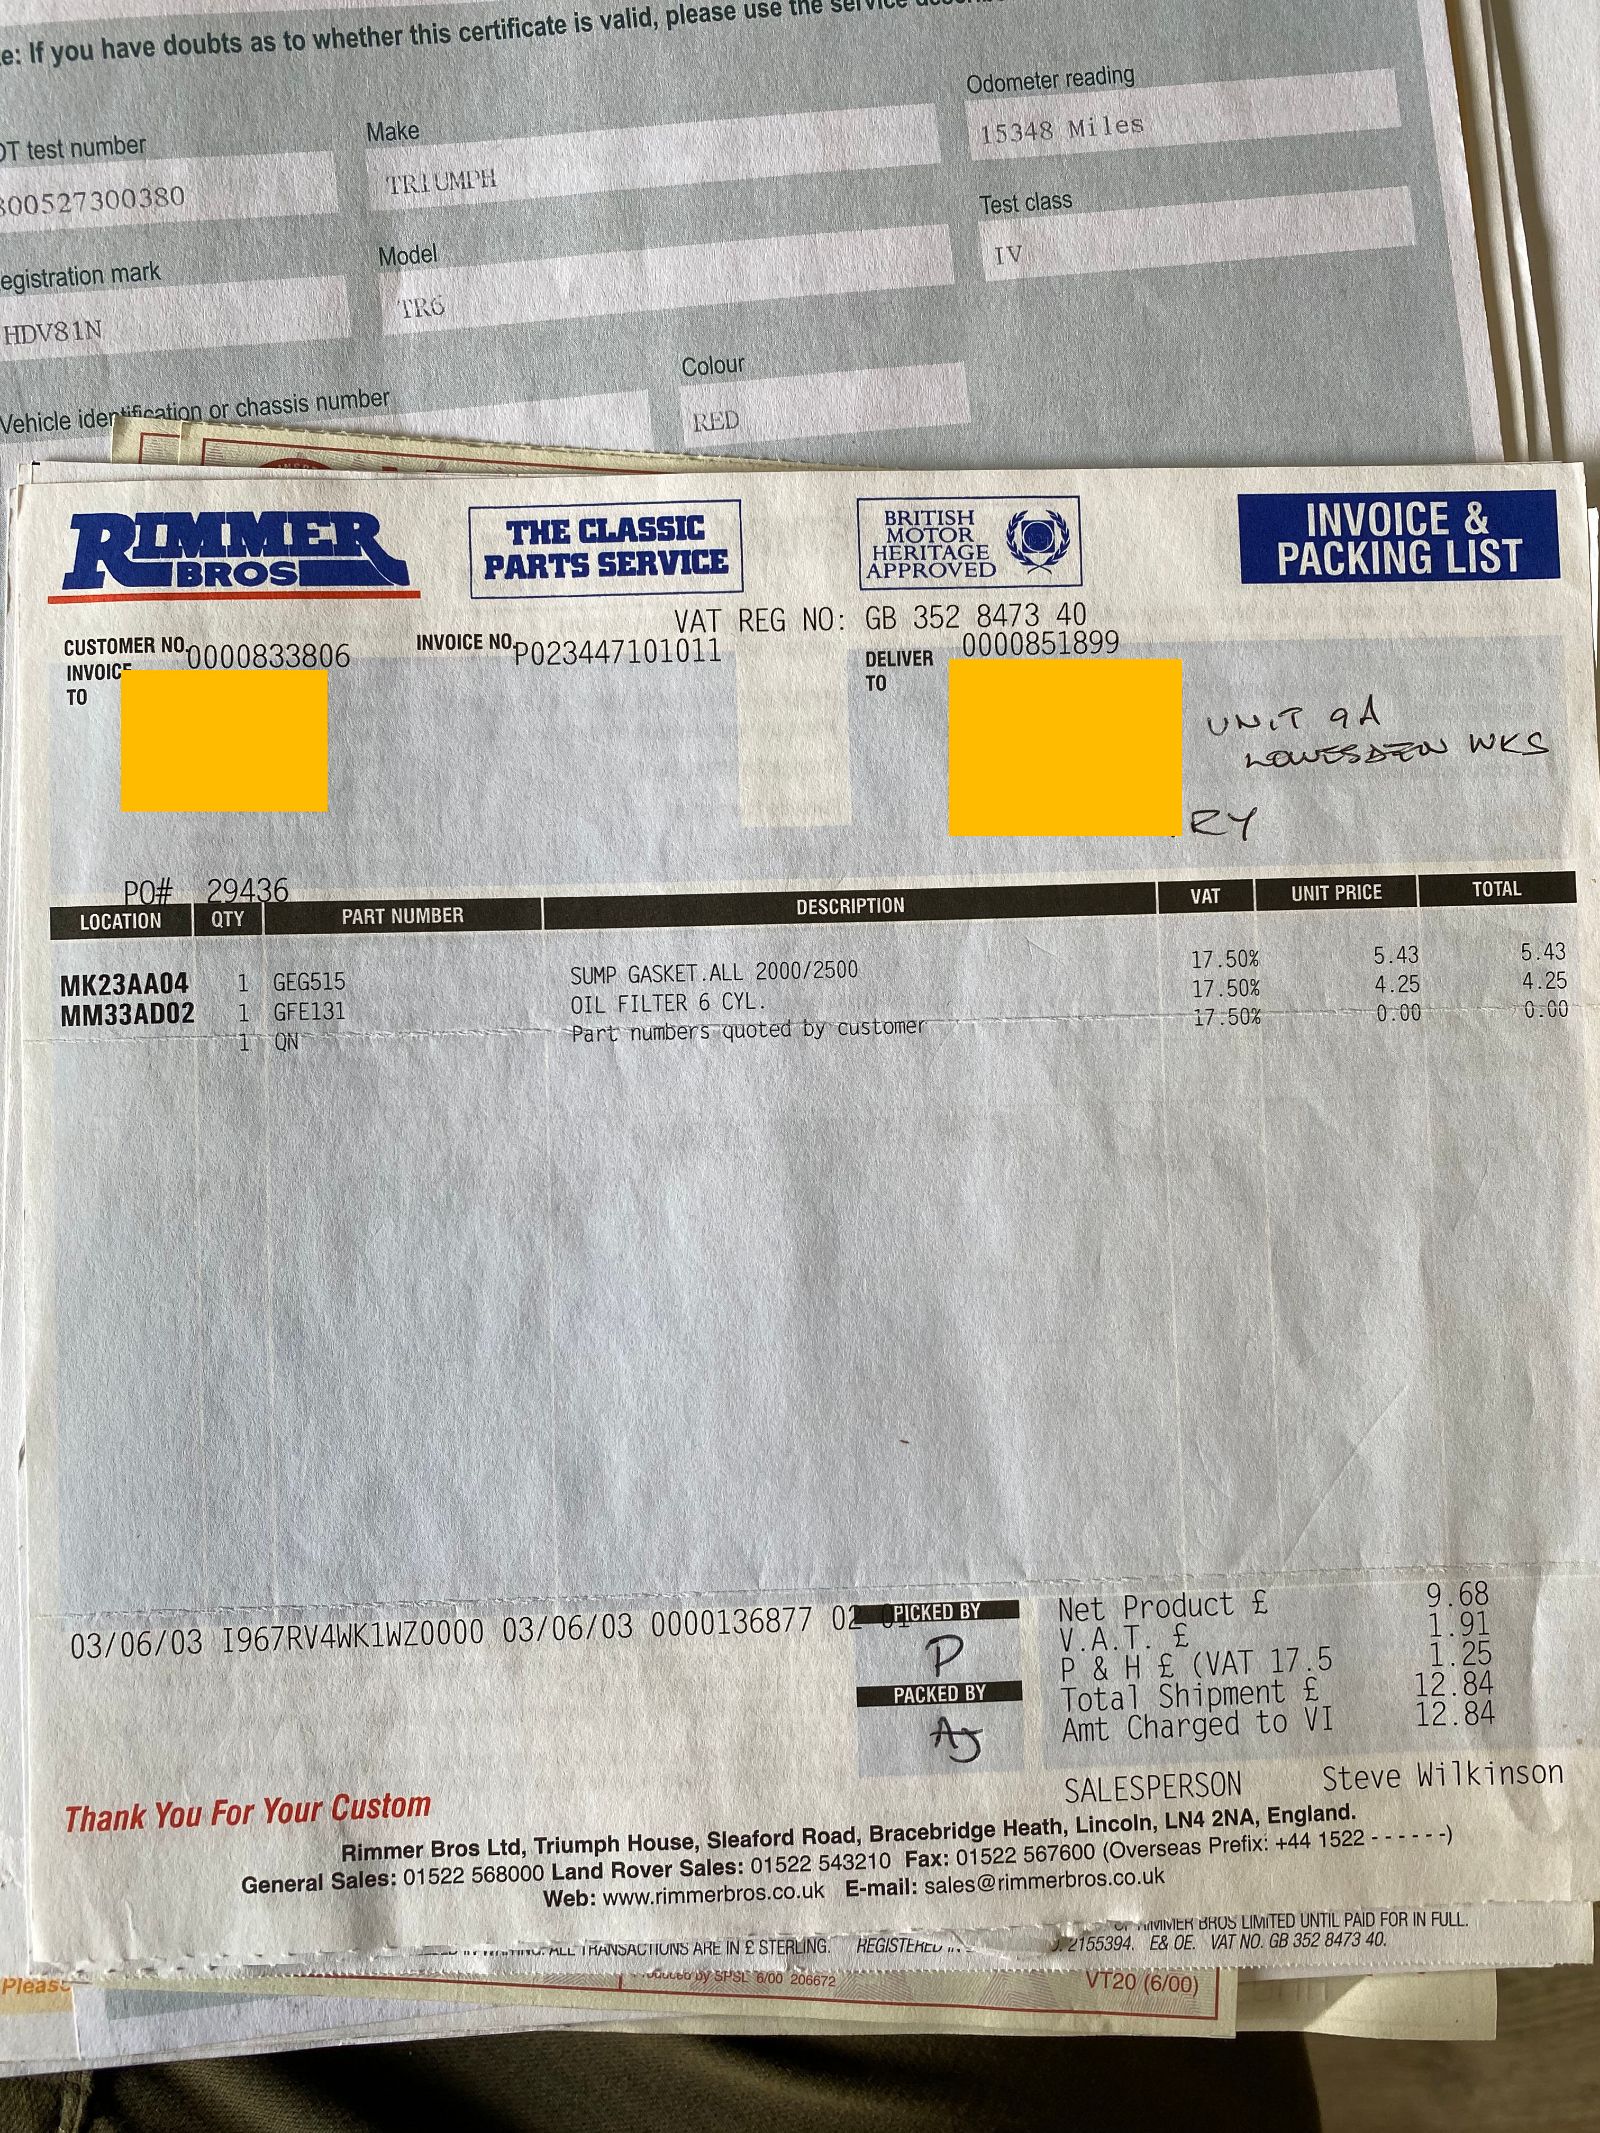 e: If you have doubts as to whether this certificate is valid, please use the service
OT test number
Make
Odometer reading
300527300380
TRIUMPH
15348 Miles
egistration mark
Model
Test class
HDV81N
TR6
IV
Vehicle identification or chassis number
Colour
RED
RIMMER
BROS
THE CLASSIC
PARTS SERVICE
BRITISH
MOTOR
HERITAGE
APPROVED
INVOICE &
PACKING LIST
VAT REG NO: GB 352 8473 40
CUSTOMER NO. 0000833806
INVOICE NO. P023447101011
0000851899
INVOICE
TO
DELIVER
TO
UNIT 9A
LOWESDEN WKS
RY
PO# 29436
LOCATION QTY PART NUMBER DESCRIPTION VAT UNIT PRICE TOTAL
MK23AA04 1 GEG515 SUMP GASKET.ALL 2000/2500 17.50% 5.43 5.43
MM33AD02 1 GFE131 OIL FILTER 6 CYL. 17.50% 4.25 4.25
1 QN Part numbers quoted by customer 17.50% 0.00 0.00
03/06/03 I967RV4WK1WZ0000 03/06/03 0000136877 02 01
PICKED BY
P
PACKED BY
AJ
Net Product £ 9.68
V.A.T. £ 1.91
P & H £ (VAT 17.5 1.25
Total Shipment £ 12.84
Amt Charged to VI 12.84
SALESPERSON Steve Wilkinson
Thank You For Your Custom
Rimmer Bros Ltd, Triumph House, Sleaford Road, Bracebridge Heath, Lincoln, LN4 2NA, England.
General Sales: 01522 568000 Land Rover Sales: 01522 543210 Fax: 01522 567600 (Overseas Prefix: +44 1522 - - - - - -)
Web: www.rimmerbros.co.uk E-mail: sales@rimmerbros.co.uk
RIMMER BROS LIMITED UNTIL PAID FOR IN FULL.
IN WRITING. ALL TRANSACTIONS ARE IN £ STERLING. REGISTERED 2155394. E& OE. VAT NO. GB 352 8473 40.
Please
Produced by SPSL 6/00 206672
VT20 (6/00)